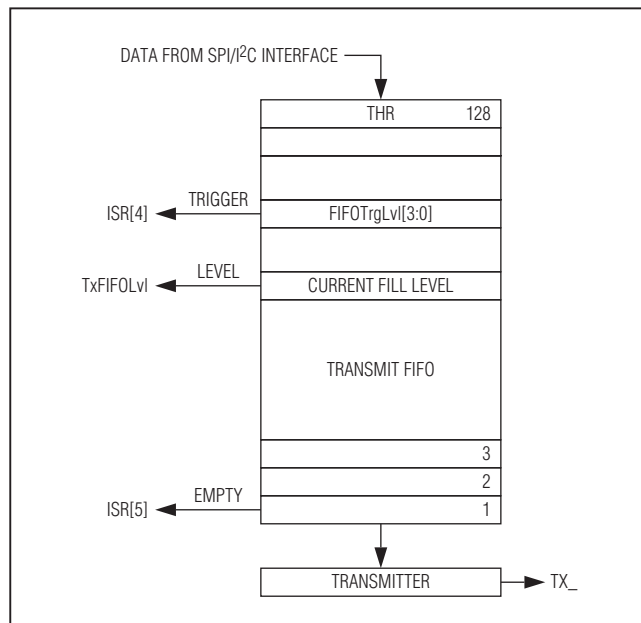 DATA FROM SPI/I²C INTERFACE
THR 128
TRIGGER
ISR[4]
FIFOTrgLvl[3:0]
LEVEL
TxFIFOLvl
CURRENT FILL LEVEL
TRANSMIT FIFO
3
2
EMPTY
ISR[5]
1
TRANSMITTER
TX_